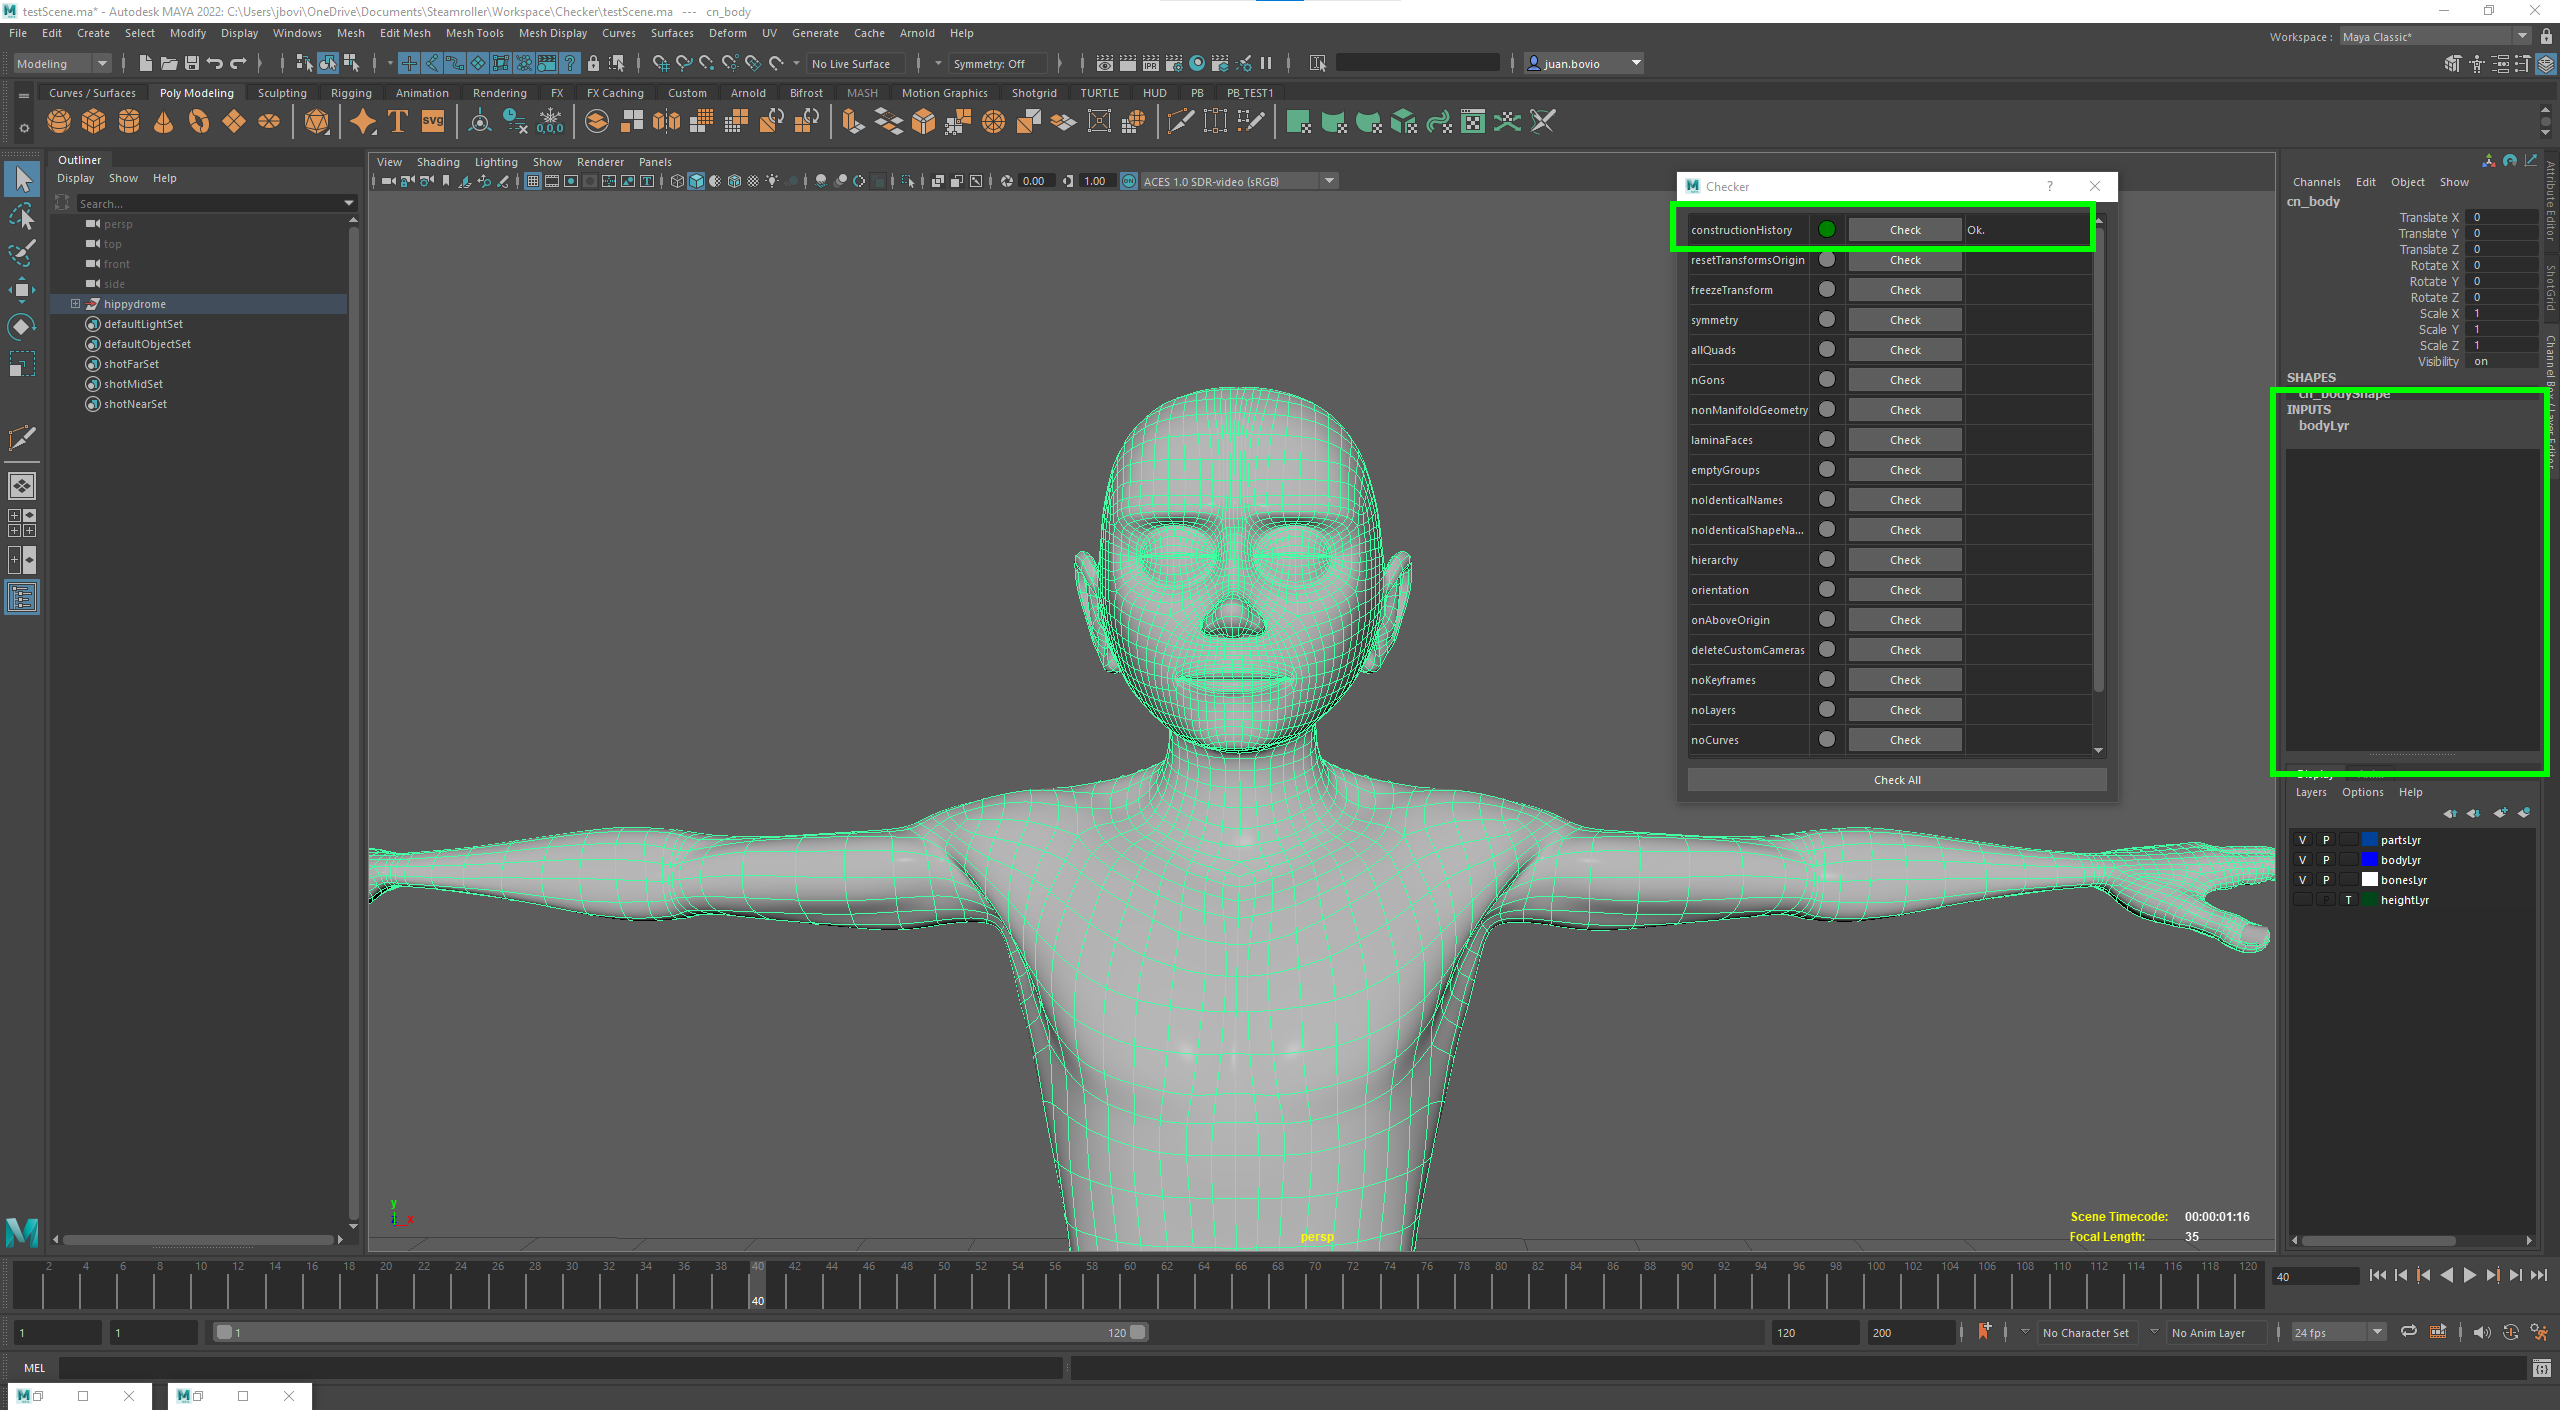 testScene.ma* - Autodesk MAYA 2022: C:\Users\jbovi\OneDrive\Documents\Steamroller\Workspace\Checker\testScene.ma --- cn_body
File Edit Create Select Modify Display Windows Mesh Edit Mesh Mesh Tools Mesh Display Curves Surfaces Deform UV Generate Cache Arnold Help
Workspace : Maya Classic*
Modeling No Live Surface Symmetry: Off juan.bovio
Curves / Surfaces Poly Modeling Sculpting Rigging Animation Rendering FX FX Caching Custom Arnold Bifrost MASH Motion Graphics Shotgrid TURTLE HUD PB PB_TEST1
Outliner
Display Show Help
Search...
persp
top
front
side
hippydrome
defaultLightSet
defaultObjectSet
shotFarSet
shotMidSet
shotNearSet
View Shading Lighting Show Renderer Panels
0.00 1.00 ACES 1.0 SDR-video (sRGB)
Checker
constructionHistory Check Ok.
resetTransformsOrigin Check
freezeTransform Check
symmetry Check
allQuads Check
nGons Check
nonManifoldGeometry Check
laminaFaces Check
emptyGroups Check
noIdenticalNames Check
noIdenticalShapeNa... Check
hierarchy Check
orientation Check
onAboveOrigin Check
deleteCustomCameras Check
noKeyframes Check
noLayers Check
noCurves Check
Check All
Channels Edit Object Show
cn_body
Translate X 0
Translate Y 0
Translate Z 0
Rotate X 0
Rotate Y 0
Rotate Z 0
Scale X 1
Scale Y 1
Scale Z 1
Visibility on
SHAPES
cn_bodyShape
INPUTS
bodyLyr
Attribute Editor
ShotGrid
Channel Box / Layer Editor
Display
Layers Options Help
V P partsLyr
V P bodyLyr
V P bonesLyr
P T heightLyr
y
x
persp
Scene Timecode: 00:00:01:16
Focal Length: 35
2 4 6 8 10 12 14 16 18 20 22 24 26 28 30 32 34 36 38 40 42 44 46 48 50 52 54 56 58 60 62 64 66 68 70 72 74 76 78 80 82 84 86 88 90 92 94 96 98 100 102 104 106 108 110 112 114 116 118 120
40
40
1 1 1 120 120 200 No Character Set No Anim Layer 24 fps
MEL